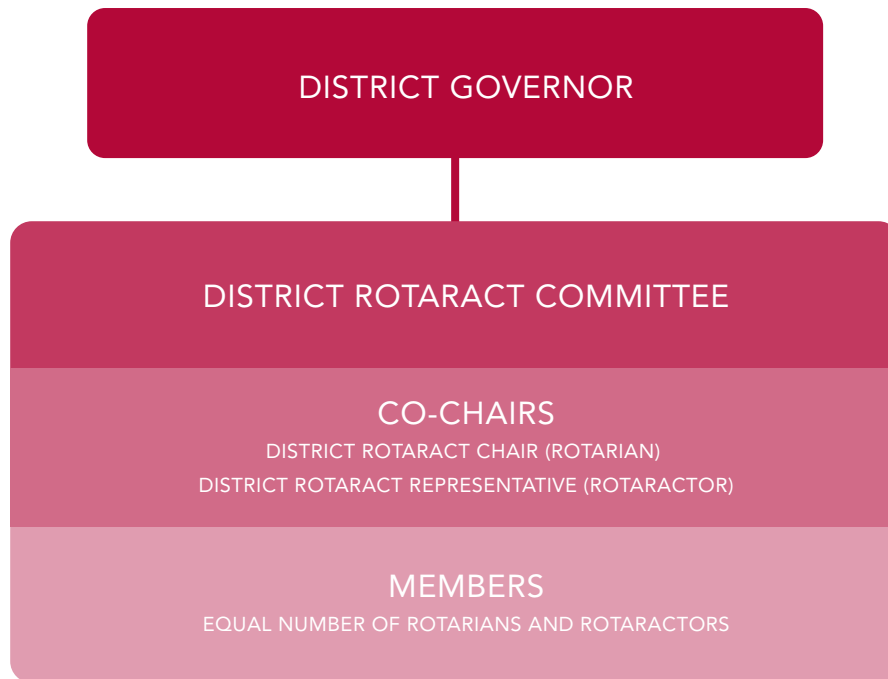 DISTRICT GOVERNOR
DISTRICT ROTARACT COMMITTEE
CO-CHAIRS
DISTRICT ROTARACT CHAIR (ROTARIAN)
DISTRICT ROTARACT REPRESENTATIVE (ROTARACTOR)
MEMBERS
EQUAL NUMBER OF ROTARIANS AND ROTARACTORS